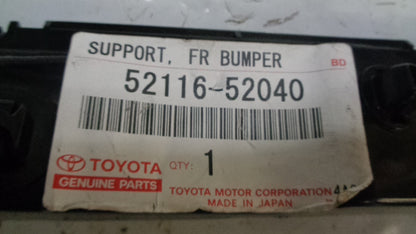 SUPPORT, FR BUMPER BD
52116-52040
TOYOTA QTY: 1
GENUINE PARTS
TOYOTA MOTOR CORPORATION
MADE IN JAPAN